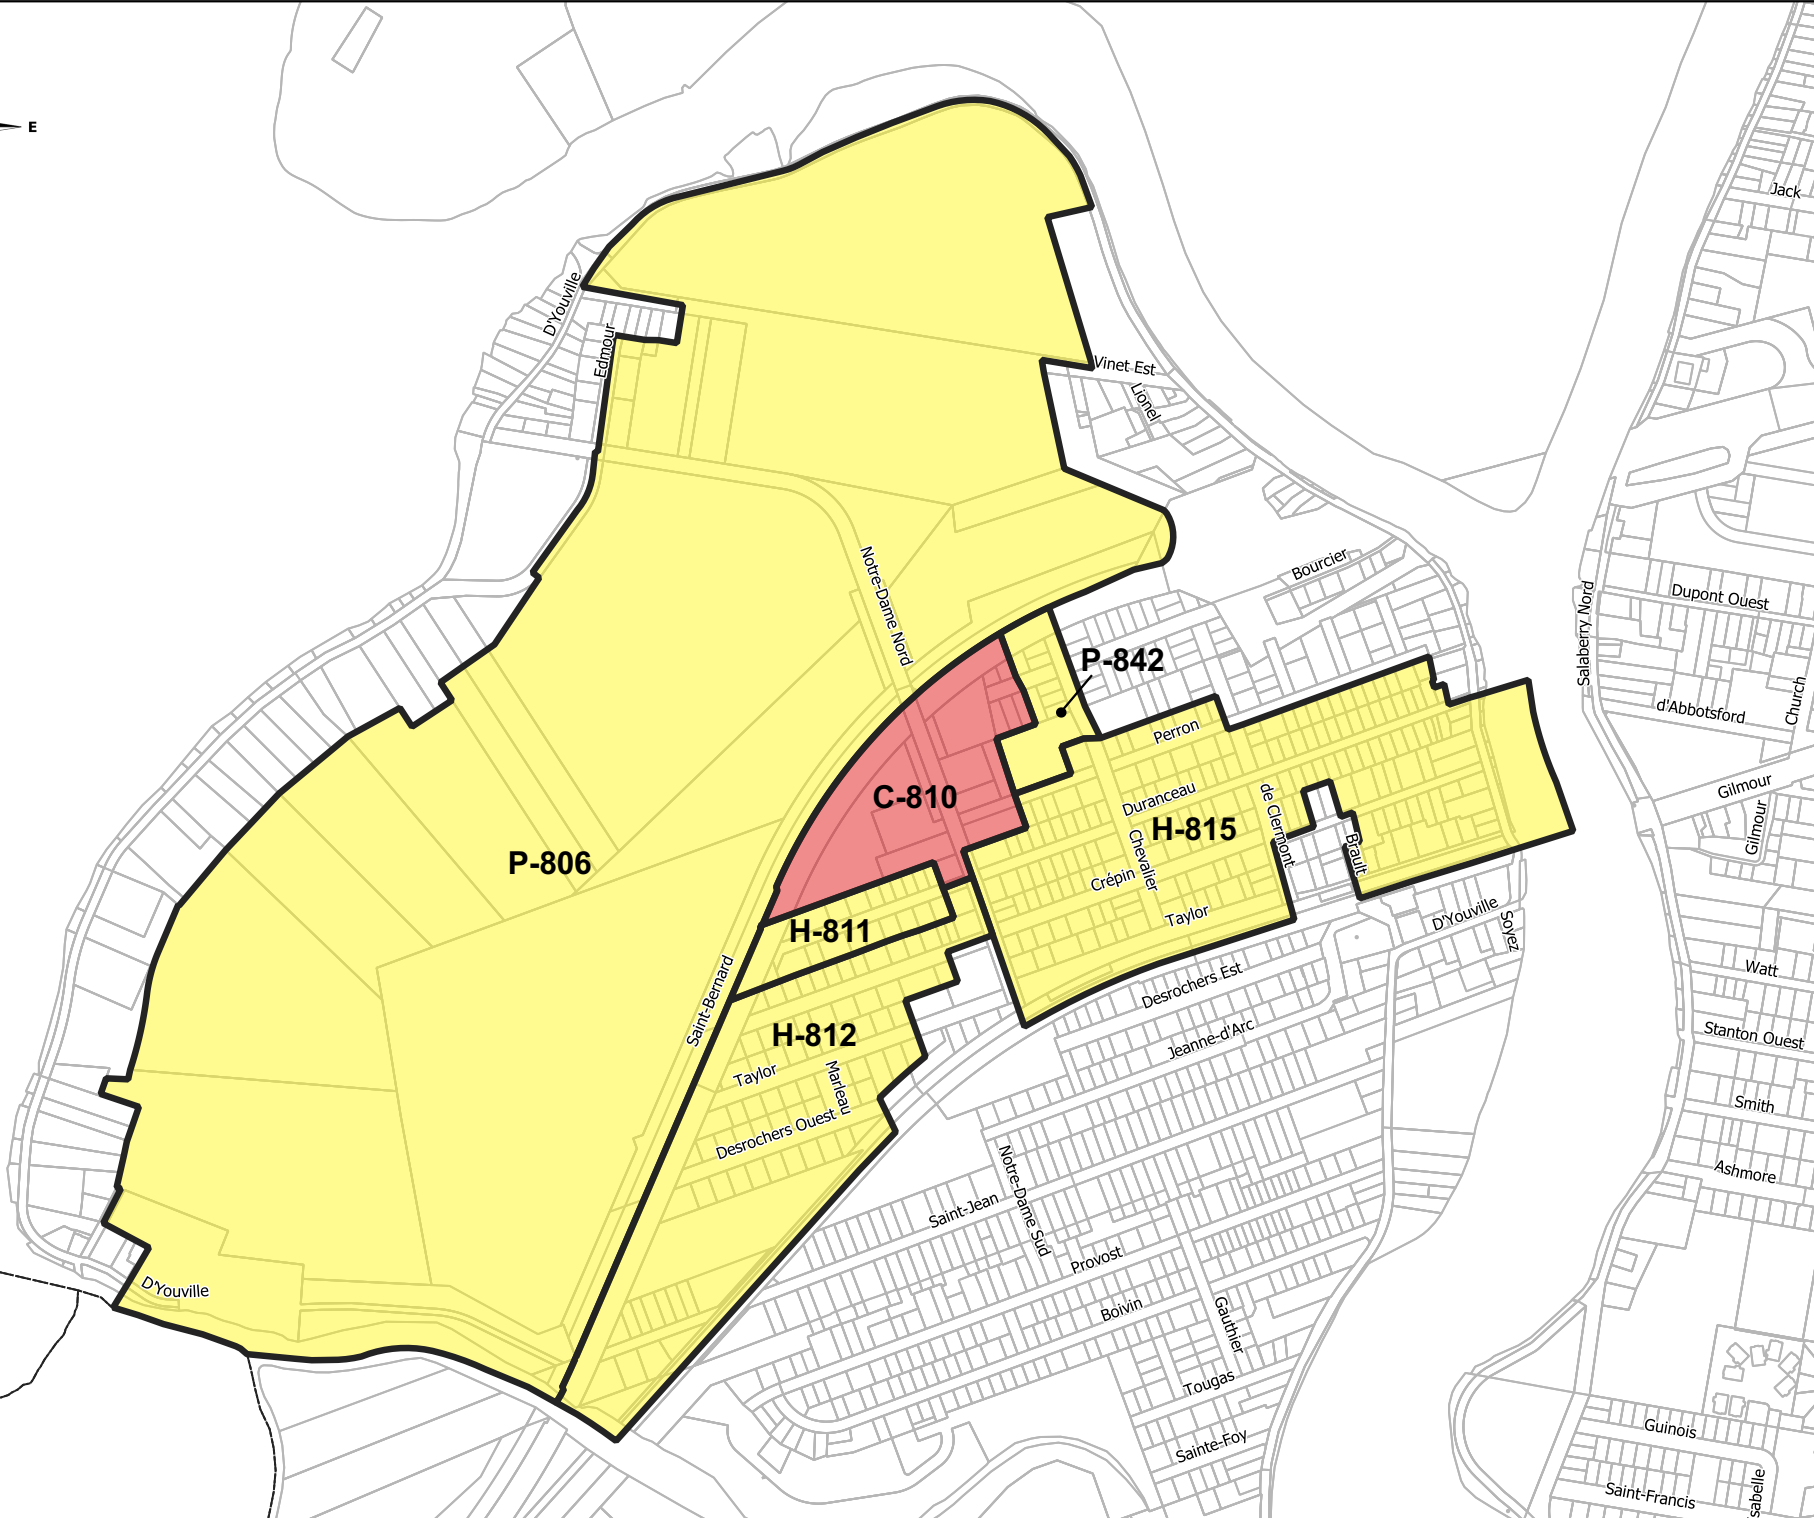 E
Jack
D'Youville
Edmour
Vinet Est
Lionel
Notre-Dame Nord
Bourcier
Salaberry Nord
Dupont Ouest
P-842
d'Abbotsford
Church
Perron
C-810
Duranceau
de Clermont
H-815
Gilmour
Gilmour
Chevalier
Brault
P-806
Crépin
Taylor
H-811
D'Youville
Soyez
Watt
Saint-Bernard
Desrochers Est
H-812
Jeanne-d'Arc
Stanton Ouest
Taylor
Marleau
Smith
Desrochers Ouest
Notre-Dame Sud
Ashmore
Saint-Jean
Provost
D'Youville
Boivin
Gauthier
Tougas
Guinois
Sainte-Foy
Saint-Francis
sabelle